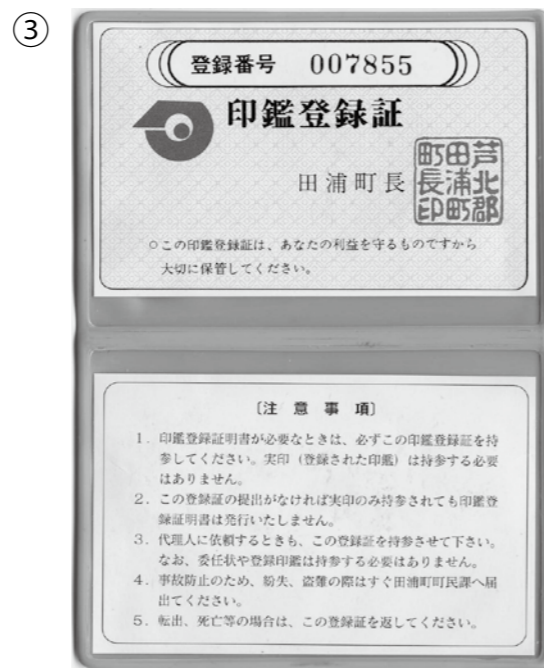 ③
登録番号 007855
印鑑登録証
田浦町長
芦北郡
田浦町
町長印
○この印鑑登録証は、あなたの利益を守るものですから
大切に保管してください。
〔注意事項〕
1．印鑑登録証明書が必要なときは、必ずこの印鑑登録証を持
参してください。実印（登録された印鑑）は持参する必要
はありません。
2．この登録証の提出がなければ実印のみ持参されても印鑑登
録証明書は発行いたしません。
3．代理人に依頼するときも、この登録証を持参させて下さい。
なお、委任状や登録印鑑は持参する必要はありません。
4．事故防止のため、紛失、盗難の際はすぐ田浦町町民課へ届
出てください。
5．転出、死亡等の場合は、この登録証を返してください。